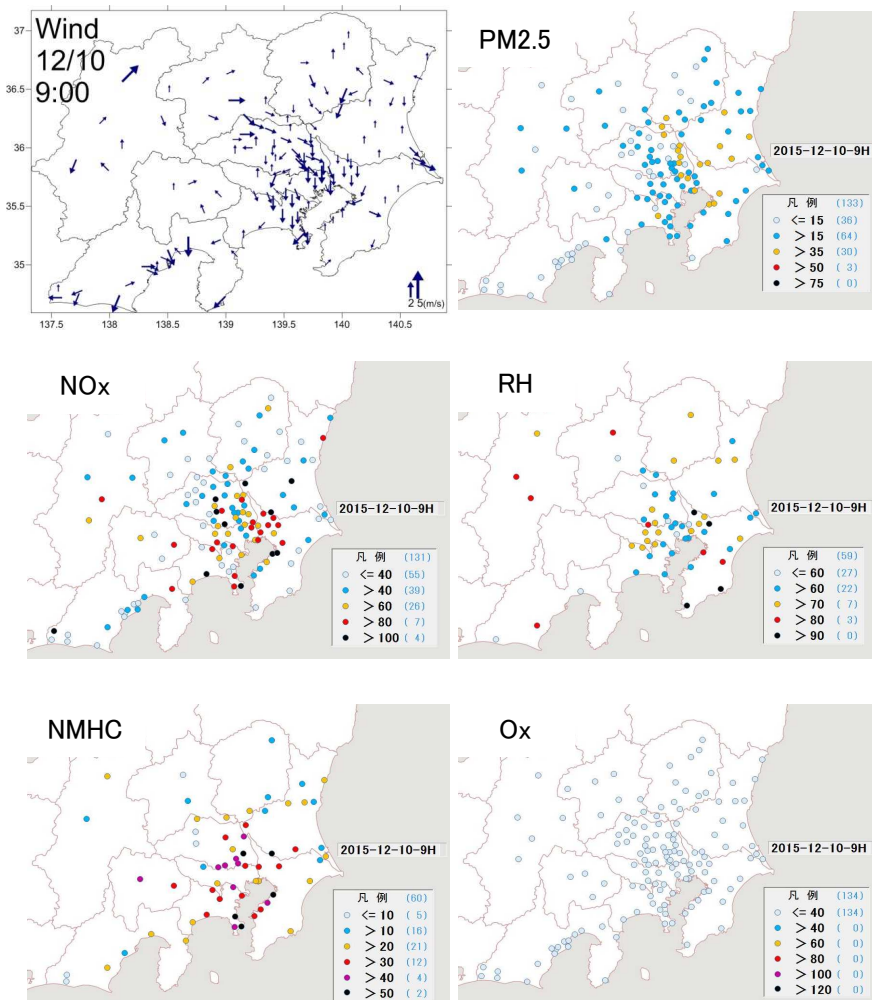 Wind
12/10
9:00
37
36.5
36
35.5
35
2 5(m/s)
137.5 138 138.5 139 139.5 140 140.5
PM2.5
2015-12-10-9H
凡 例 (133)
<= 15 (36)
> 15 (64)
> 35 (30)
> 50 ( 3)
> 75 ( 0)
NOx
2015-12-10-9H
凡 例 (131)
<= 40 (55)
> 40 (39)
> 60 (26)
> 80 ( 7)
> 100 ( 4)
RH
2015-12-10-9H
凡 例 (59)
<= 60 (27)
> 60 (22)
> 70 ( 7)
> 80 ( 3)
> 90 ( 0)
NMHC
2015-12-10-9H
凡 例 (60)
<= 10 ( 5)
> 10 (16)
> 20 (21)
> 30 (12)
> 40 ( 4)
> 50 ( 2)
Ox
2015-12-10-9H
凡 例 (134)
<= 40 (134)
> 40 ( 0)
> 60 ( 0)
> 80 ( 0)
> 100 ( 0)
> 120 ( 0)